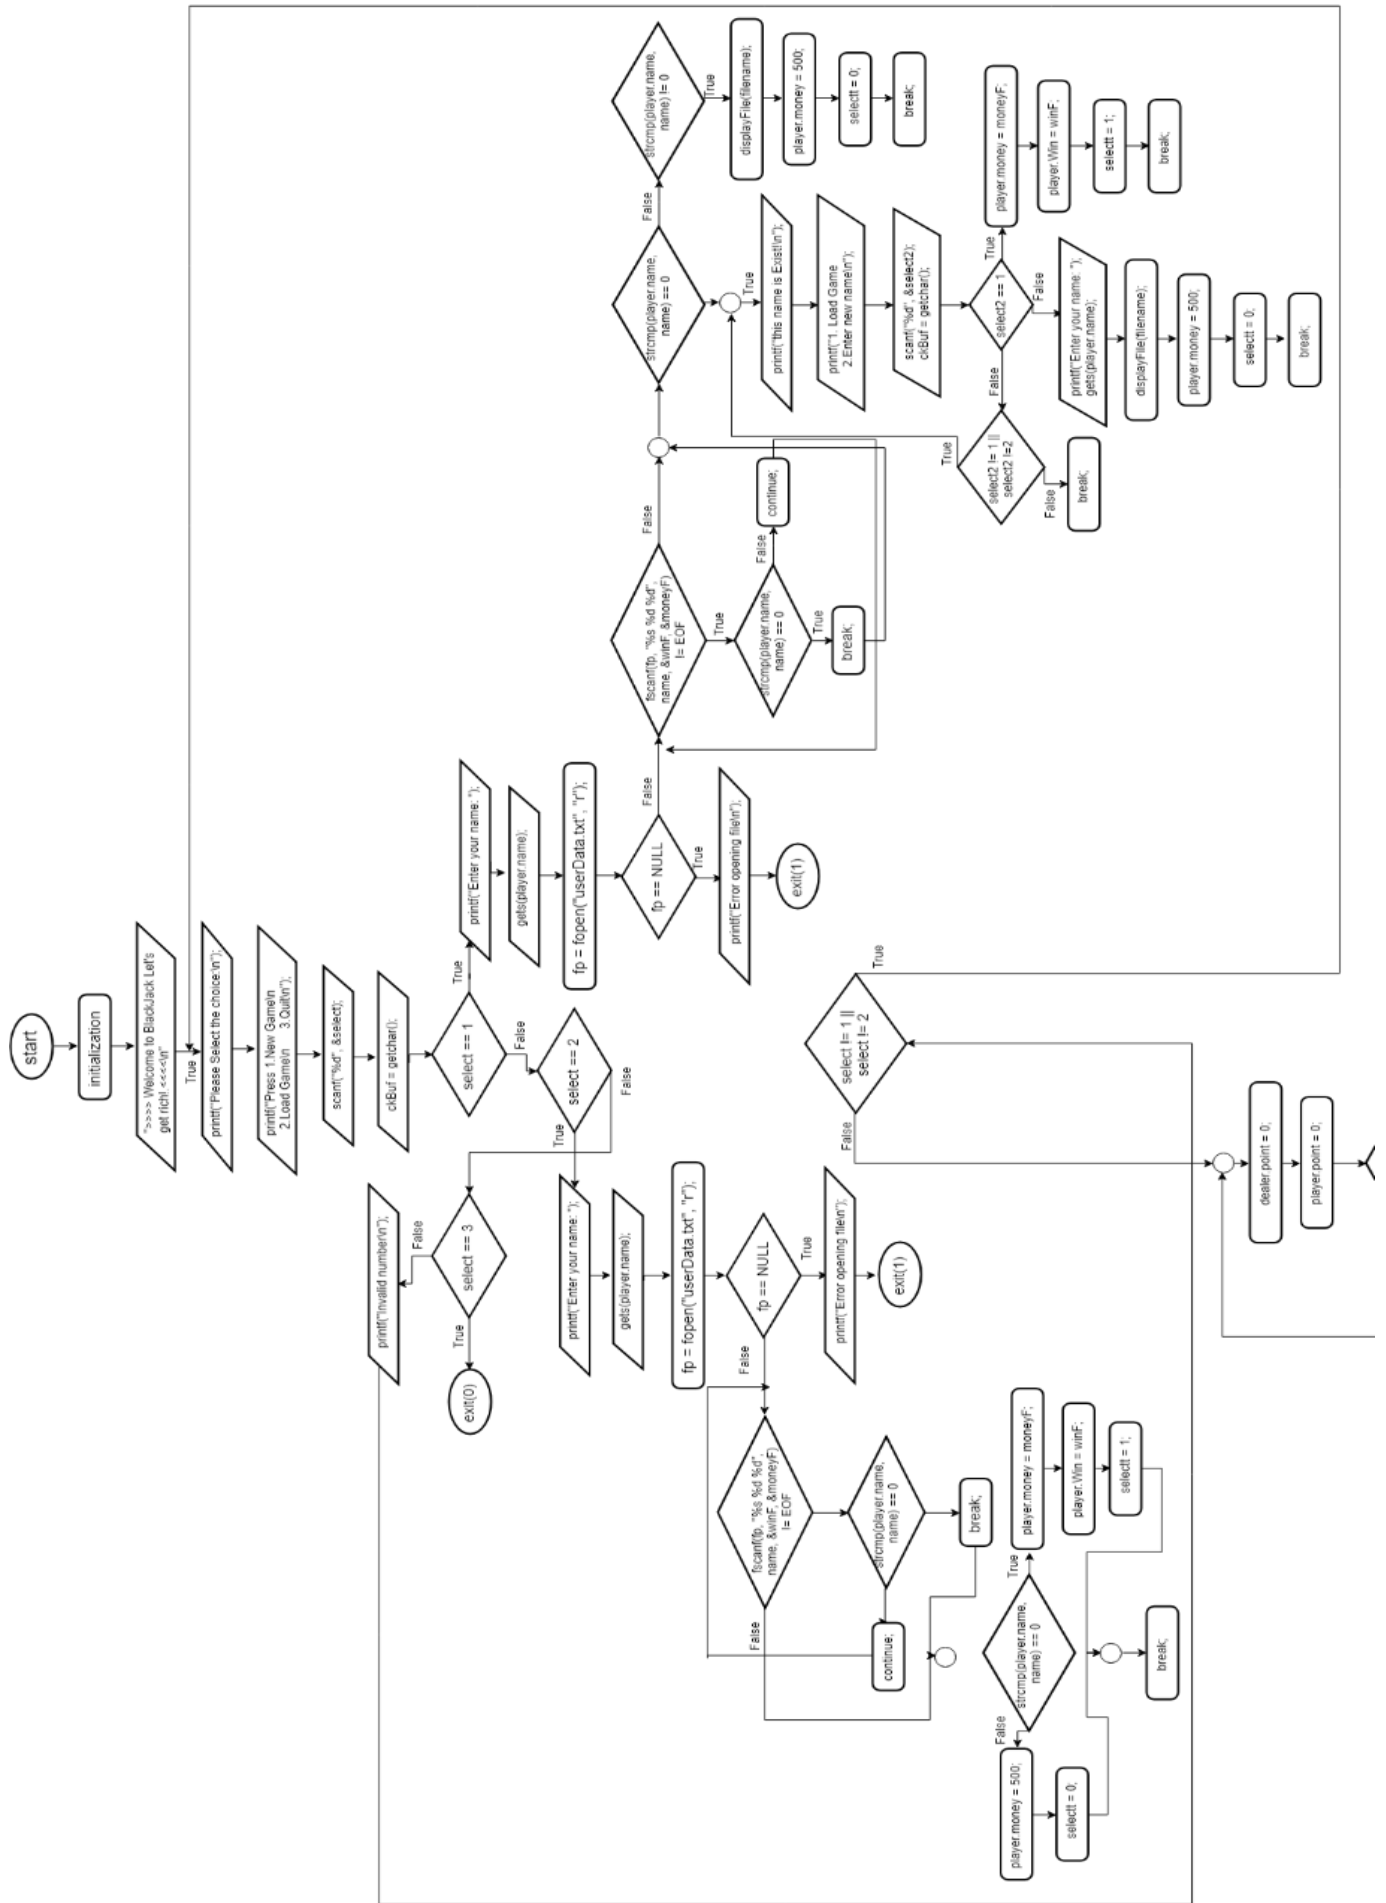 start
initialization
">>>> Welcome to BlackJack Let's
get rich! <<<<\n"
True
printf("Please Select the choice:\n");
printf("Press 1.New Game\n
2.Load Game\n 3.Quit\n");
scanf("%d", &select);
ckBuf = getchar();
select == 1
True
False
printf("Enter your name: ");
gets(player.name);
fp = fopen("userData.txt", "r");
fp == NULL
True
printf("Error opening file\n");
exit(1)
False
fscanf(fp, "%s %d %d",
name, &winF, &moneyF)
!= EOF
True
strcmp(player.name,
name) == 0
True
break;
False
continue;
False
strcmp(player.name,
name) == 0
False
strcmp(player.name,
name) != 0
True
displayFile(filename);
player.money = 500;
selectt = 0;
break;
True
printf("this name is Exist!\n");
printf("1. Load Game
2.Enter new name\n");
scanf("%d", &select2);
ckBuf = getchar();
select2 == 1
True
player.money = moneyF;
player.Win = winF;
selectt = 1;
break;
False
printf("Enter your name: ");
gets(player.name);
displayFile(filename);
player.money = 500;
selectt = 0;
break;
False
select2 != 1 ||
select2 !=2
True
False
break;
select == 2
False
True
select == 3
False
printf("Invalid number\n");
True
exit(0)
printf("Enter your name: ");
gets(player.name);
fp = fopen("userData.txt", "r");
fp == NULL
True
printf("Error opening file\n");
exit(1)
False
fscanf(fp, "%s %d %d",
name, &winF, &moneyF)
!= EOF
False
strcmp(player.name,
name) == 0
break;
continue;
strcmp(player.name,
name) == 0
True
player.money = moneyF;
player.Win = winF;
selectt = 1;
False
player.money = 500;
selectt = 0;
break;
select != 1 ||
select != 2
True
False
dealer.point = 0;
player.point = 0;